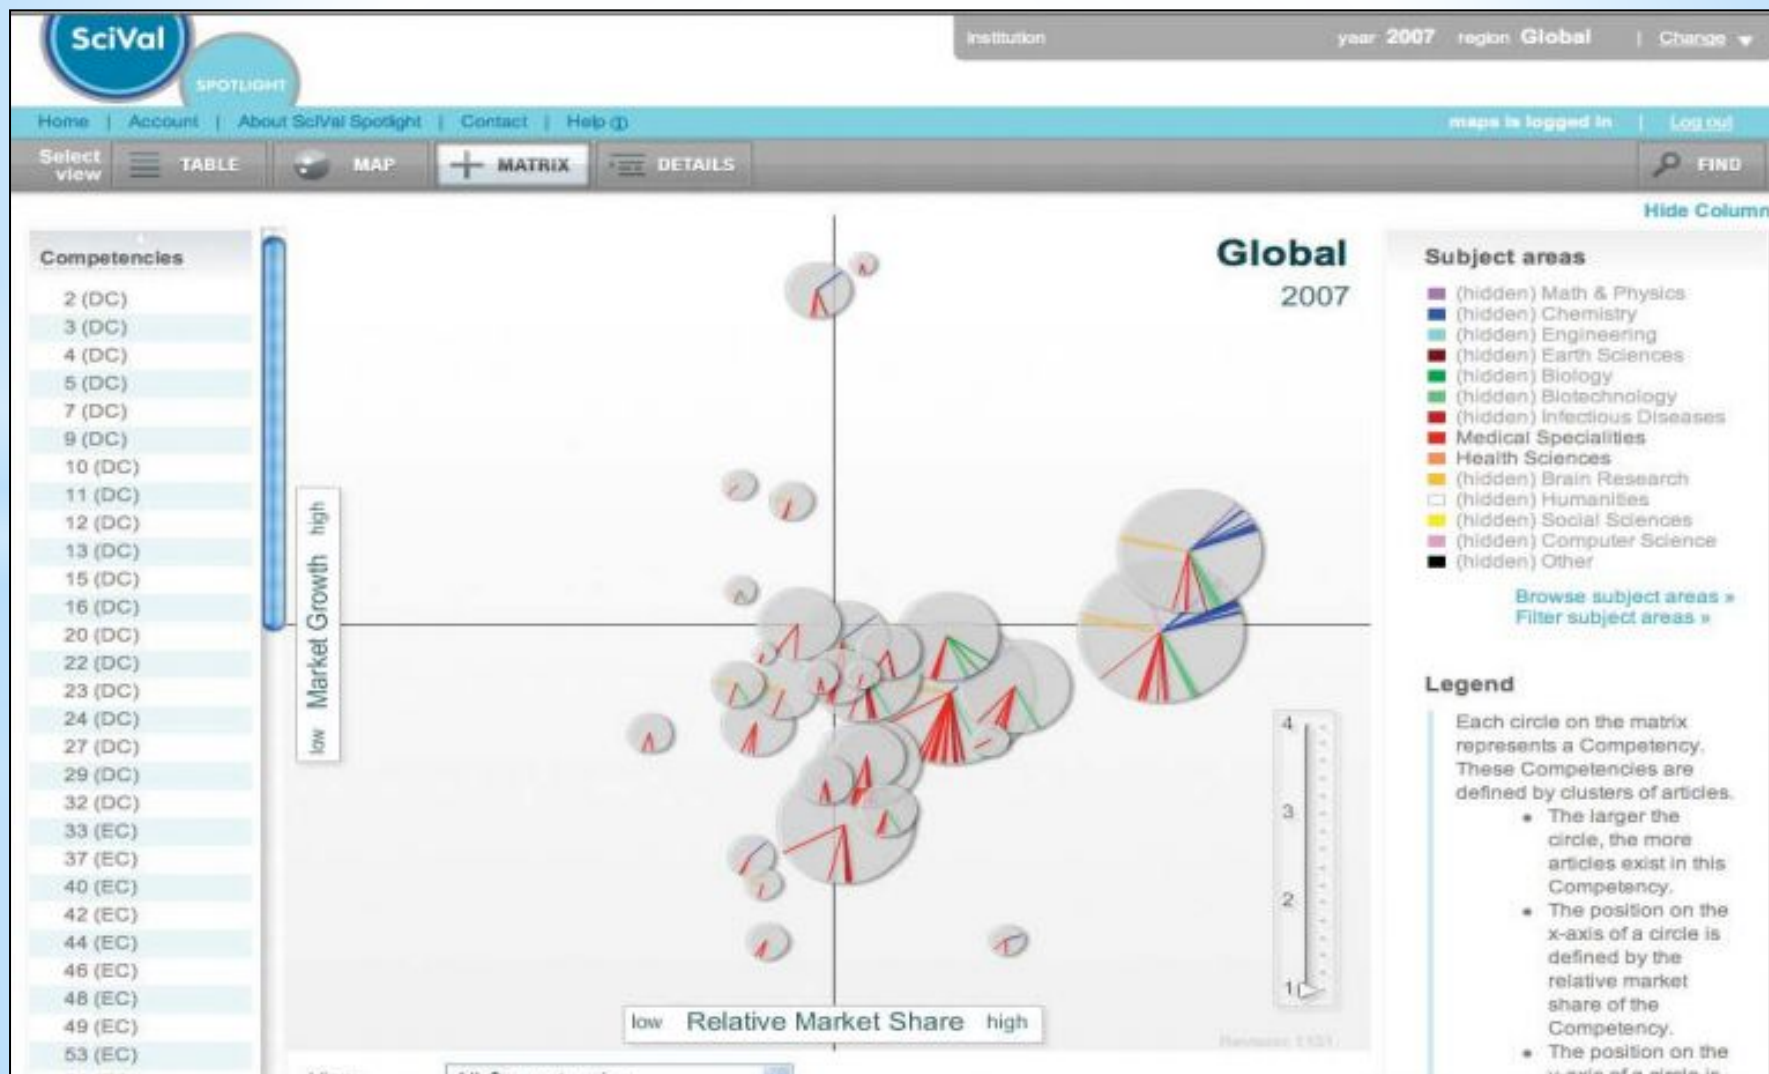 SciVal
SPOTLIGHT
Institution
year 2007 region Global | Change
Home | Account | About SciVal Spotlight | Contact | Help
maps is logged in | Log out
Select view
TABLE
MAP
MATRIX
DETAILS
FIND
Hide Column
Competencies
2 (DC)
3 (DC)
4 (DC)
5 (DC)
7 (DC)
9 (DC)
10 (DC)
11 (DC)
12 (DC)
13 (DC)
15 (DC)
16 (DC)
20 (DC)
22 (DC)
23 (DC)
24 (DC)
27 (DC)
29 (DC)
32 (DC)
33 (EC)
37 (EC)
40 (EC)
42 (EC)
44 (EC)
46 (EC)
48 (EC)
49 (EC)
53 (EC)
low Market Growth high
Global
2007
4
3
2
1
low Relative Market Share high
Subject areas
(hidden) Math & Physics
(hidden) Chemistry
(hidden) Engineering
(hidden) Earth Sciences
(hidden) Biology
(hidden) Biotechnology
(hidden) Infectious Diseases
Medical Specialities
Health Sciences
(hidden) Brain Research
(hidden) Humanities
(hidden) Social Sciences
(hidden) Computer Science
(hidden) Other
Browse subject areas »
Filter subject areas »
Legend
Each circle on the matrix
represents a Competency.
These Competencies are
defined by clusters of articles.
• The larger the
circle, the more
articles exist in this
Competency.
• The position on the
x-axis of a circle is
defined by the
relative market
share of the
Competency.
• The position on the